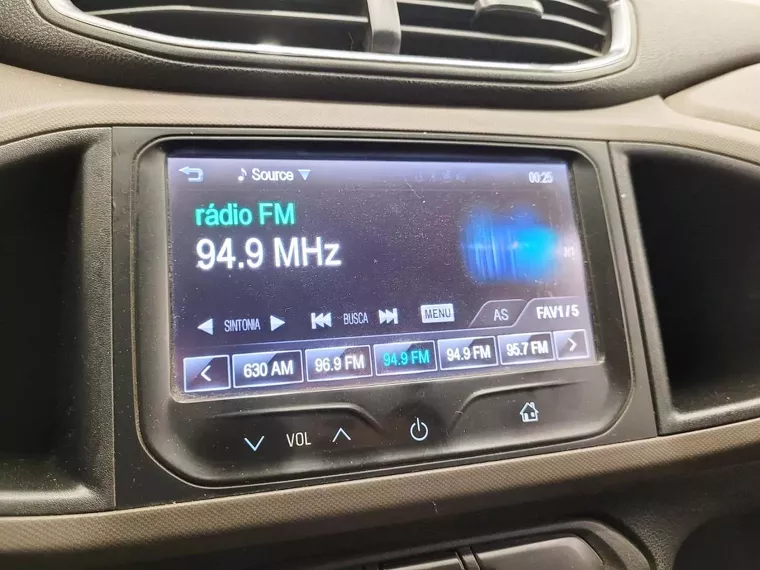 Source 00:25
rádio FM
94.9 MHz
SINTONIA BUSCA MENU AS FAV1/5
630 AM 96.9 FM 94.9 FM 94.9 FM 95.7 FM
VOL